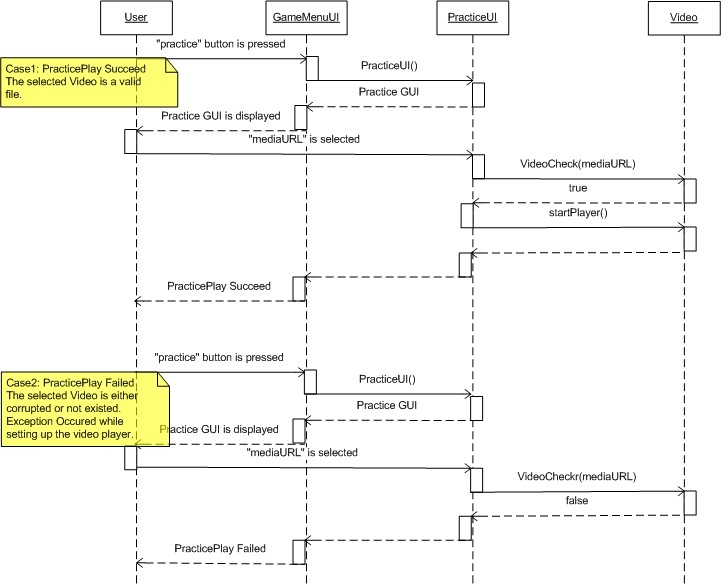 User
GameMenuUI
PracticeUI
Video
"practice" button is pressed
Case1: PracticePlay Succeed
The selected Video is a valid
file.
PracticeUI()
Practice GUI
Practice GUI is displayed
"mediaURL" is selected
VideoCheck(mediaURL)
true
startPlayer()
PracticePlay Succeed
"practice" button is pressed
Case2: PracticePlay Failed
The selected Video is either
corrupted or not existed.
Exception Occured while
setting up the video player.
PracticeUI()
Practice GUI
Practice GUI is displayed
"mediaURL" is selected
VideoCheckr(mediaURL)
false
PracticePlay Failed